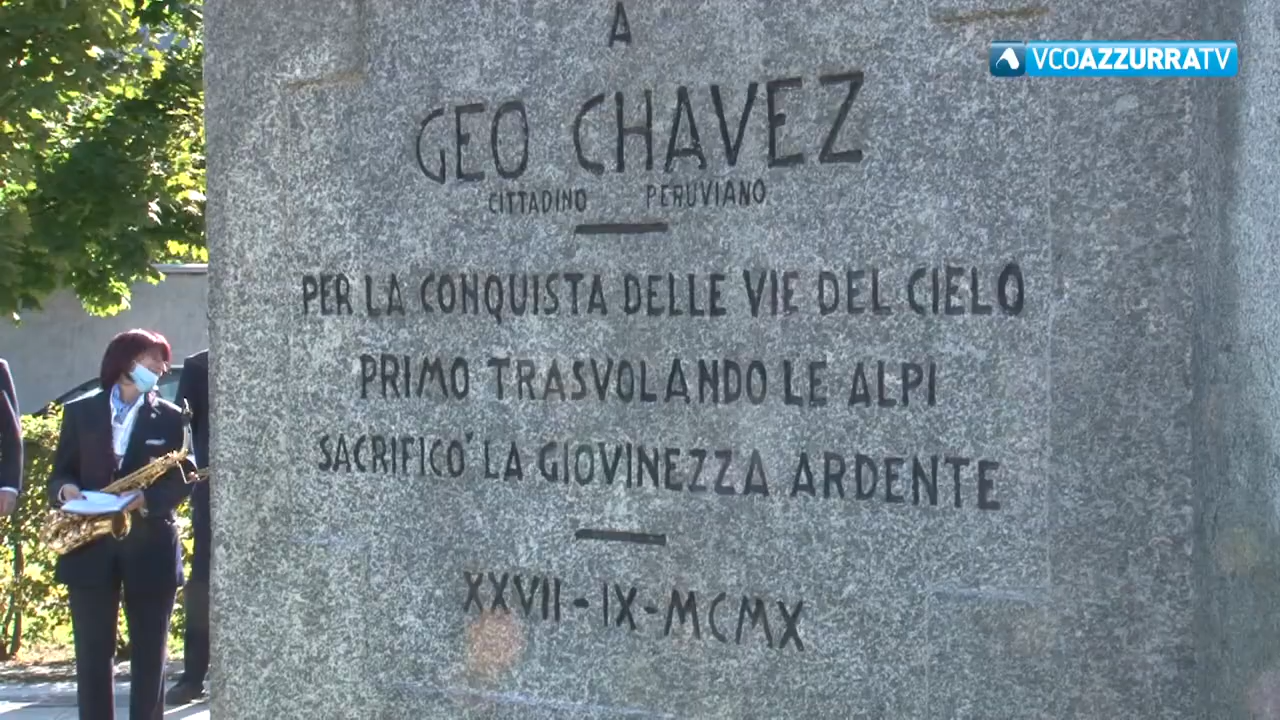 VCOAZZURRATV
A
GEO CHAVEZ
CITTADINO PERUVIANO
PER LA CONQUISTA DELLE VIE DEL CIELO
PRIMO TRASVOLANDO LE ALPI
SACRIFICO' LA GIOVINEZZA ARDENTE
XXVII-IX-MCMX